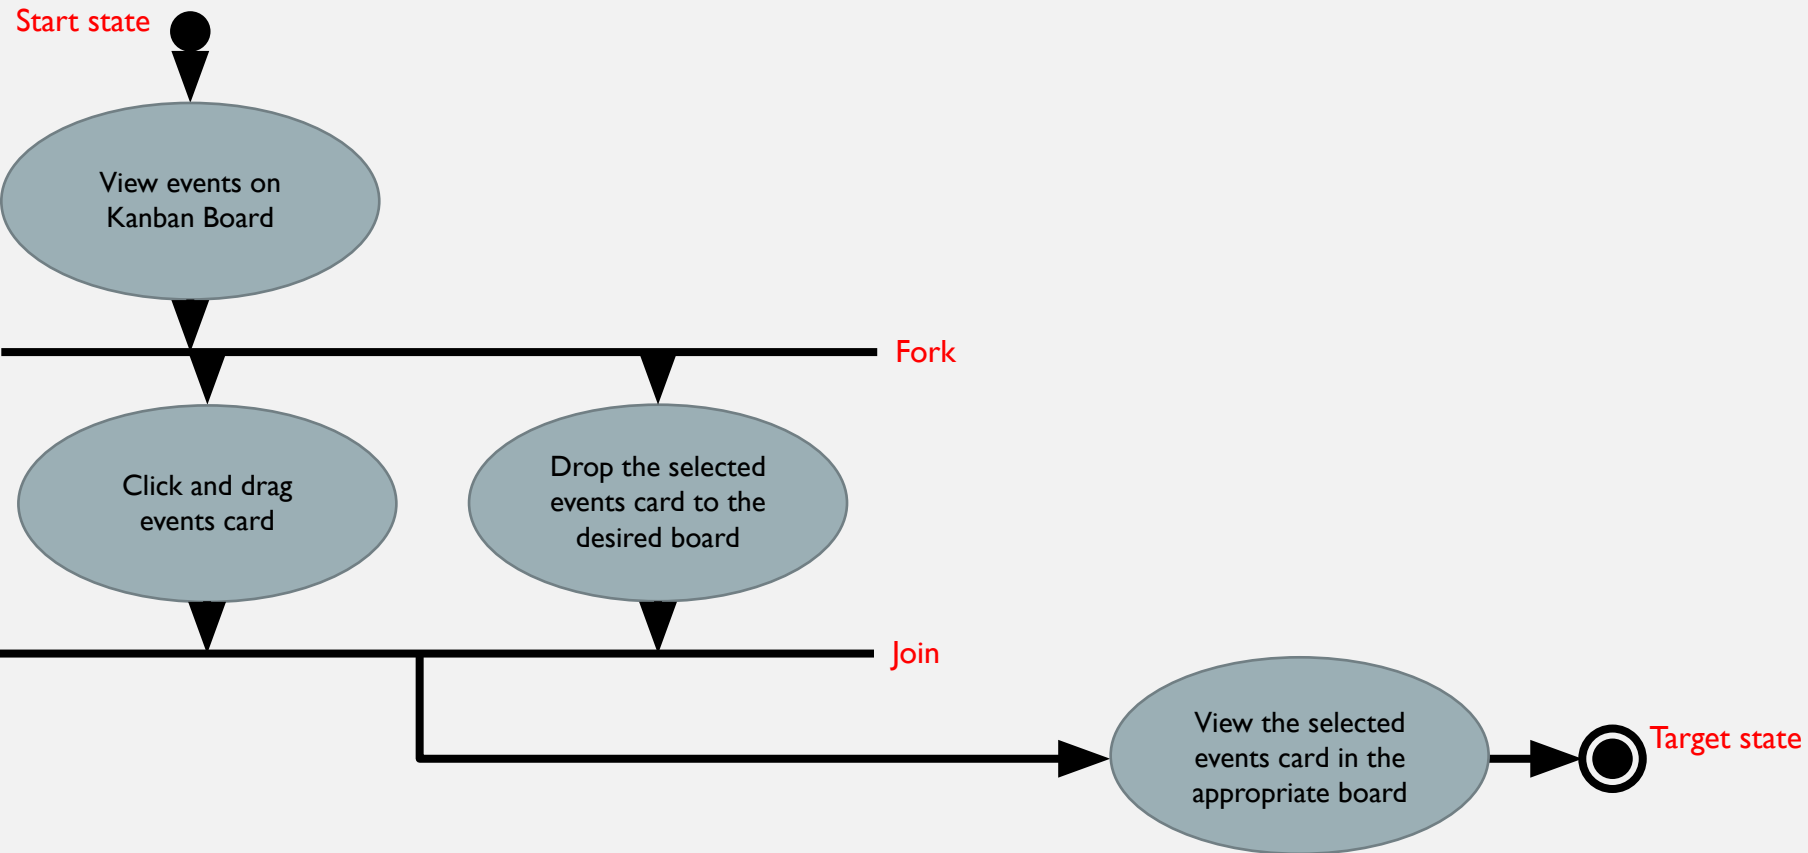 Start state
View events on
Kanban Board
Fork
Click and drag
events card
Drop the selected
events card to the
desired board
Join
View the selected
events card in the
appropriate board
Target state